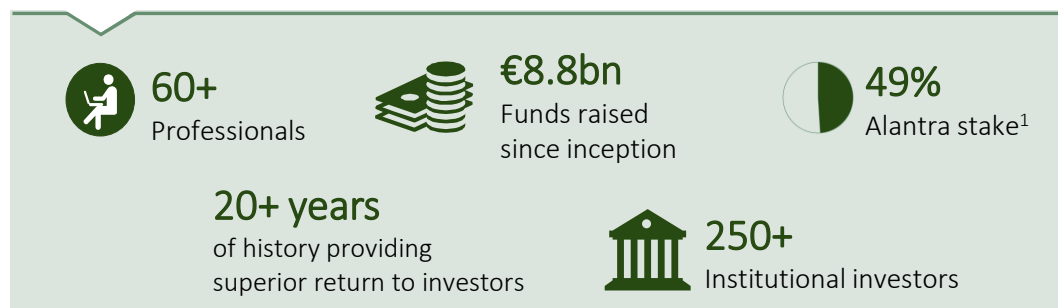 60+
Professionals
€8.8bn
Funds raised
since inception
49%
Alantra stake¹
20+ years
of history providing
superior return to investors
250+
Institutional investors